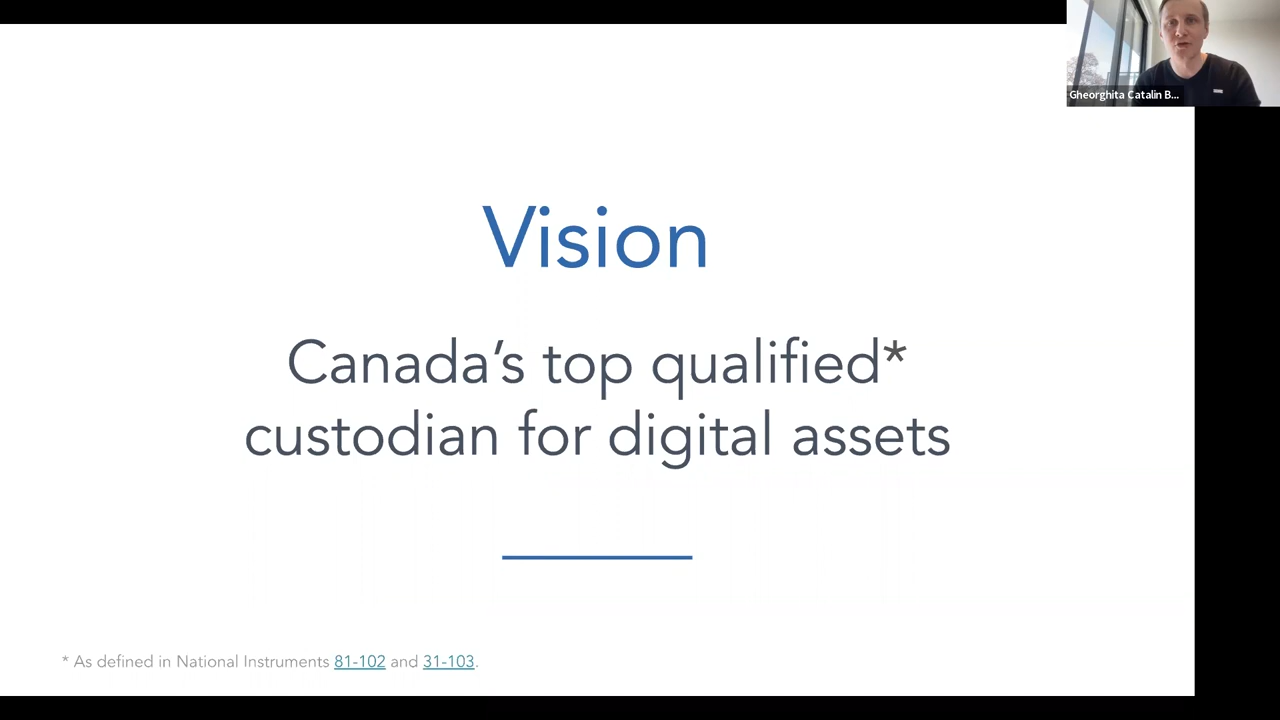 Gheorghita Catalin B...
Vision
Canada’s top qualified*
custodian for digital assets
* As defined in National Instruments 81-102 and 31-103.